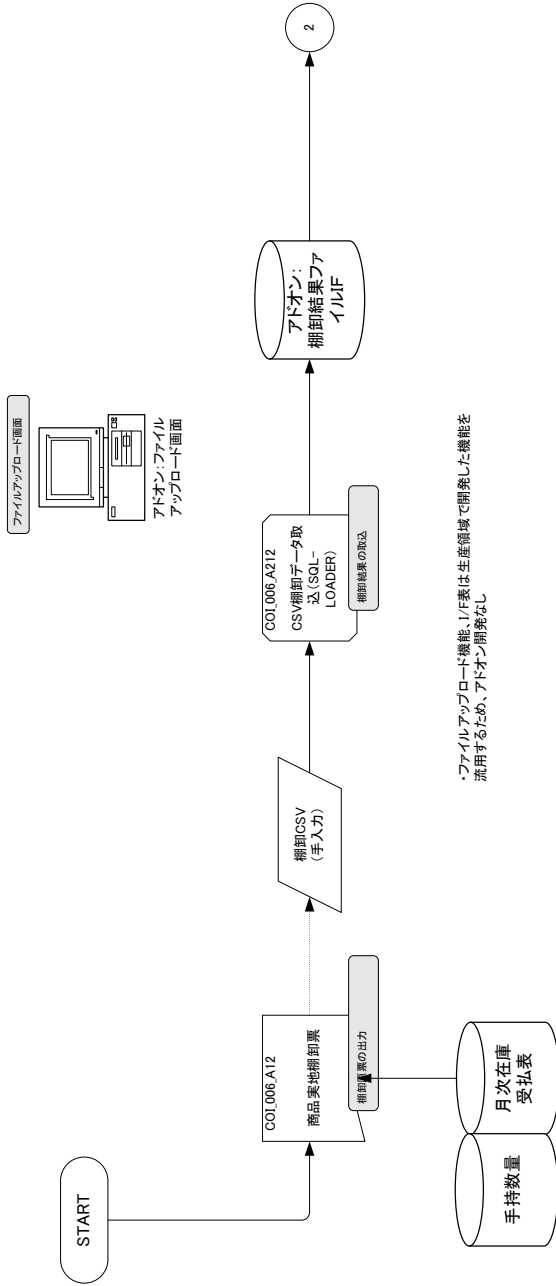 START
COI_006_A12
商品実地棚卸票
棚卸原票の出力
手持数量
月次在庫
受払表
棚卸CSV
(手入力)
COI_006_A212
CSV棚卸データ取
込(SQL-
LOADER)
棚卸結果の取込
ファイルアップロード画面
アドオン:ファイル
アップロード画面
アドオン:
棚卸結果ファ
イルIF
2
・ファイルアップロード機能、I/F表は生産領域で開発した機能を
流用するため、アドオン開発なし